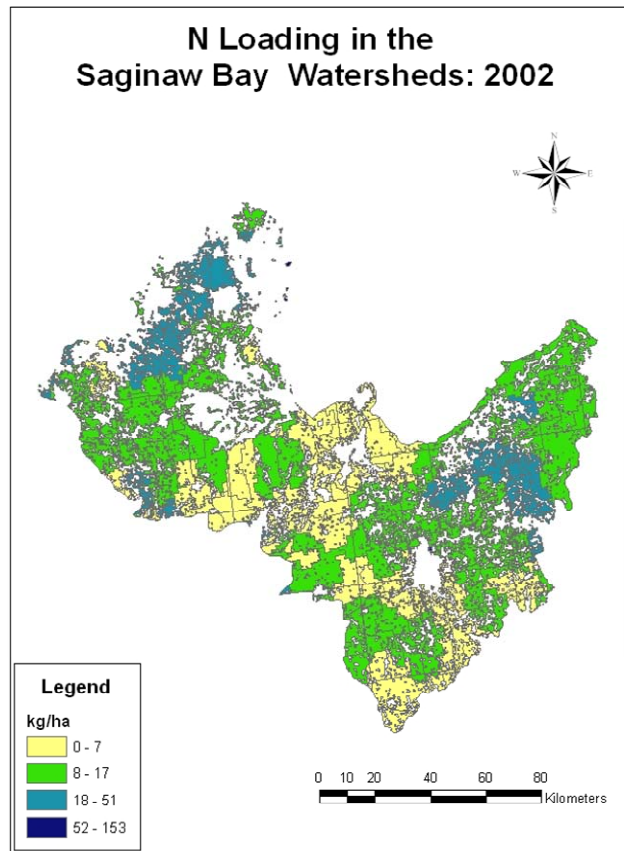 N Loading in the
Saginaw Bay Watersheds: 2002
N
W
E
S
Legend
kg/ha
0 - 7
8 - 17
18 - 51
52 - 153
0 10 20 40 60 80
Kilometers